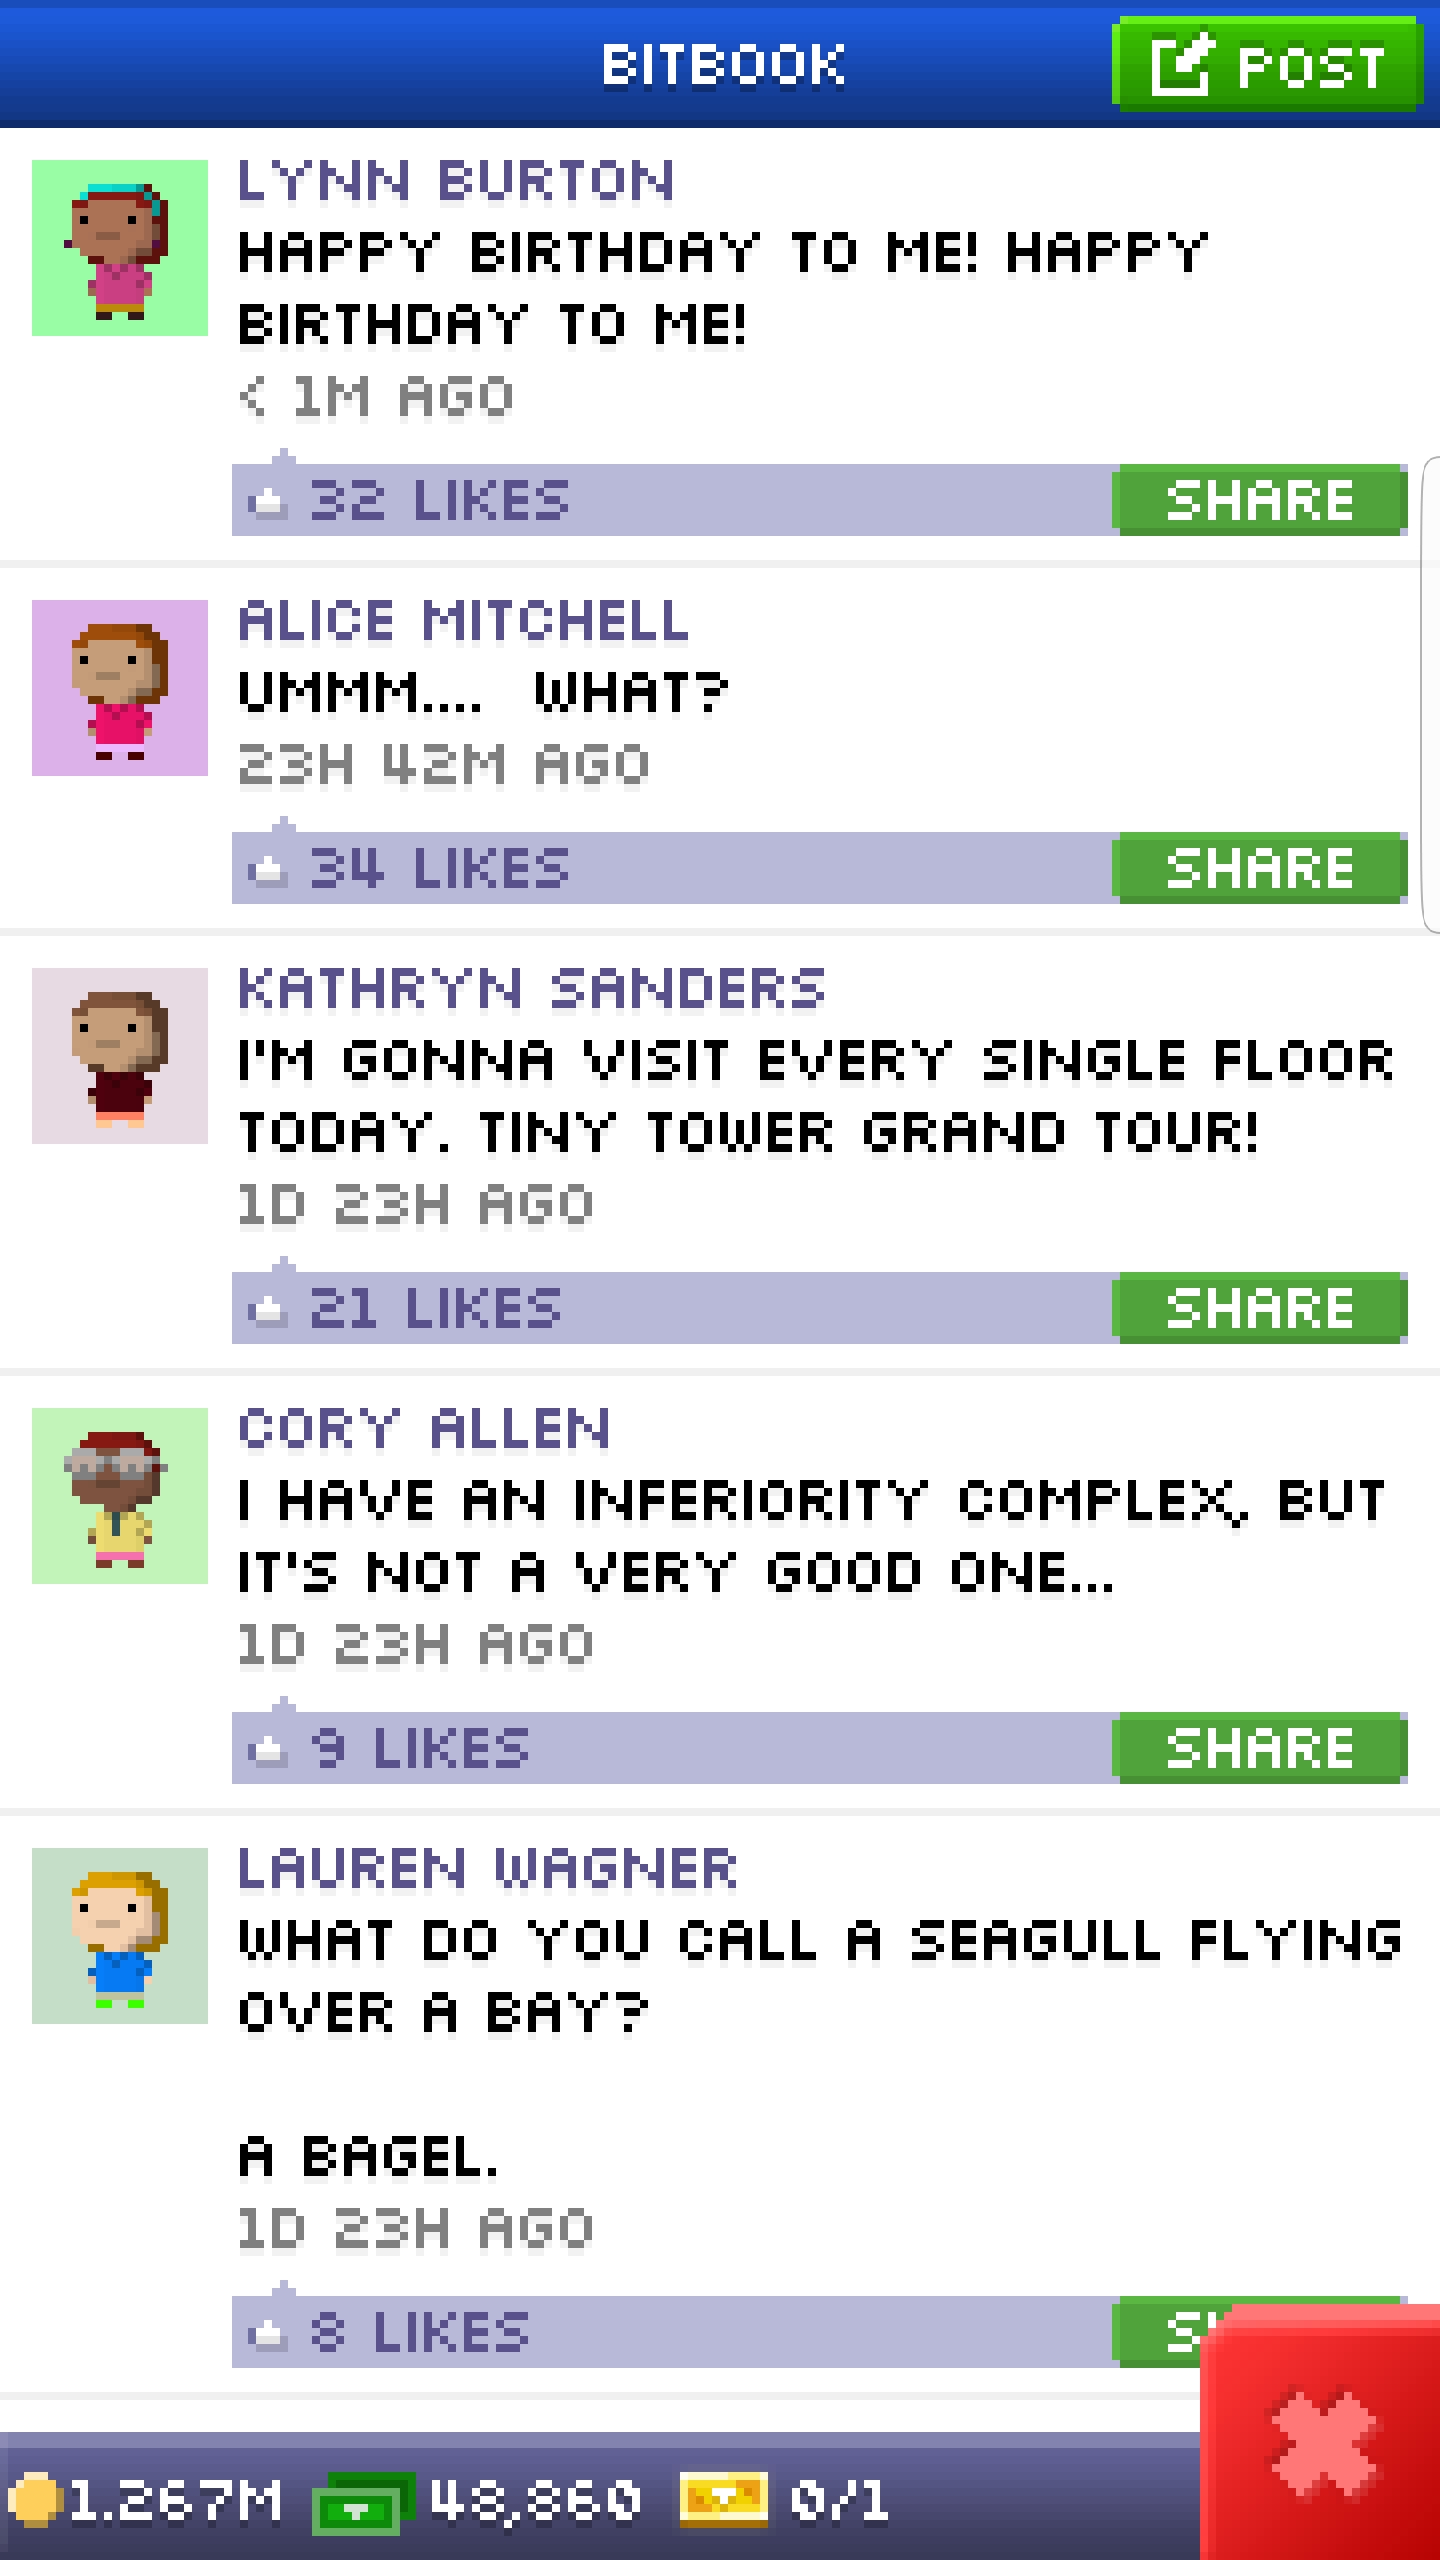 BITBOOK
POST
LYNN BURTON
HAPPY BIRTHDAY TO ME! HAPPY
BIRTHDAY TO ME!
< 1M AGO
32 LIKES
SHARE
ALICE MITCHELL
UMMM.... WHAT?
23H 42M AGO
34 LIKES
SHARE
KATHRYN SANDERS
I'M GONNA VISIT EVERY SINGLE FLOOR
TODAY. TINY TOWER GRAND TOUR!
1D 23H AGO
21 LIKES
SHARE
CORY ALLEN
I HAVE AN INFERIORITY COMPLEX, BUT
IT'S NOT A VERY GOOD ONE...
1D 23H AGO
9 LIKES
SHARE
LAUREN WAGNER
WHAT DO YOU CALL A SEAGULL FLYING
OVER A BAY?
A BAGEL.
1D 23H AGO
8 LIKES
1.267M
48,860
0/1